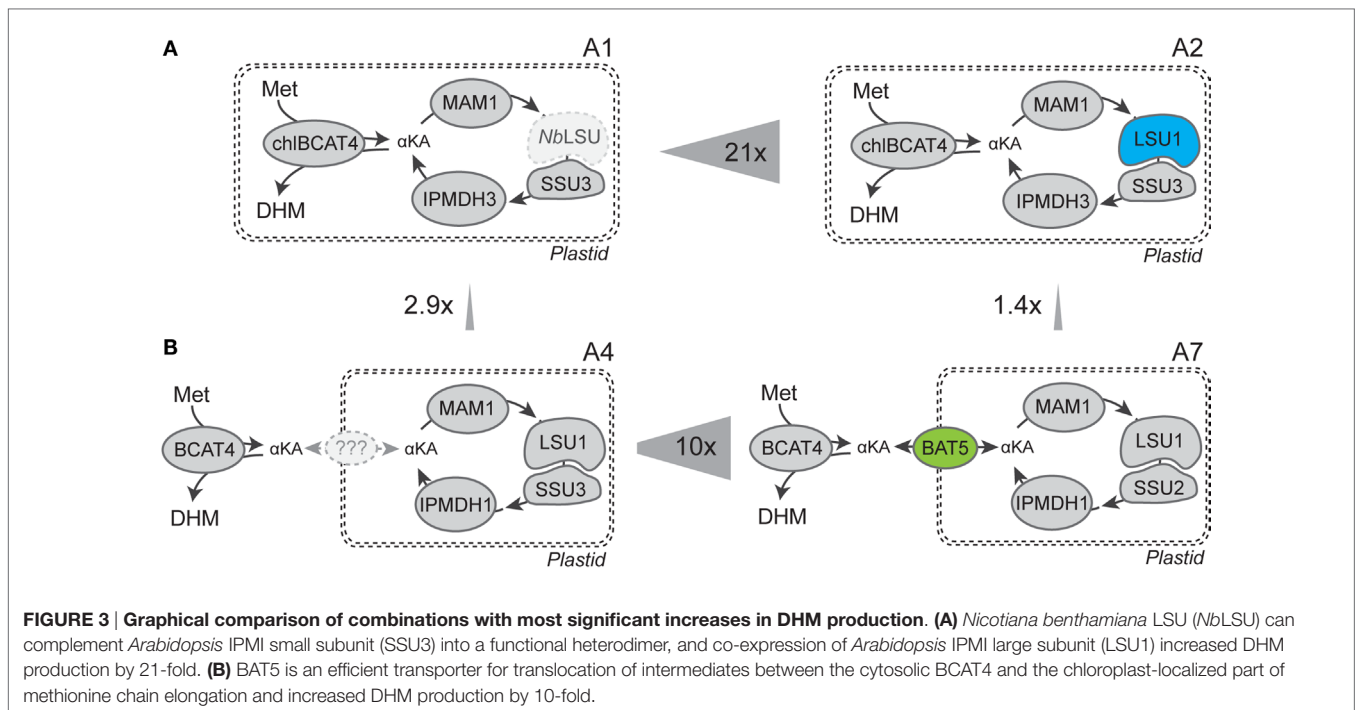 A
A1
A2
Met
MAM1
NbLSU
chlBCAT4
αKA
SSU3
IPMDH3
DHM
Plastid
21x
Met
MAM1
LSU1
chlBCAT4
αKA
SSU3
IPMDH3
DHM
Plastid
2.9x
1.4x
B
A4
A7
Met
MAM1
BCAT4
αKA
???
αKA
LSU1
SSU3
IPMDH1
DHM
Plastid
10x
Met
MAM1
BCAT4
αKA
BAT5
αKA
LSU1
SSU2
IPMDH1
DHM
Plastid
FIGURE 3 | Graphical comparison of combinations with most significant increases in DHM production. (A) Nicotiana benthamiana LSU (NbLSU) can
complement Arabidopsis IPMI small subunit (SSU3) into a functional heterodimer, and co-expression of Arabidopsis IPMI large subunit (LSU1) increased DHM
production by 21-fold. (B) BAT5 is an efficient transporter for translocation of intermediates between the cytosolic BCAT4 and the chloroplast-localized part of
methionine chain elongation and increased DHM production by 10-fold.